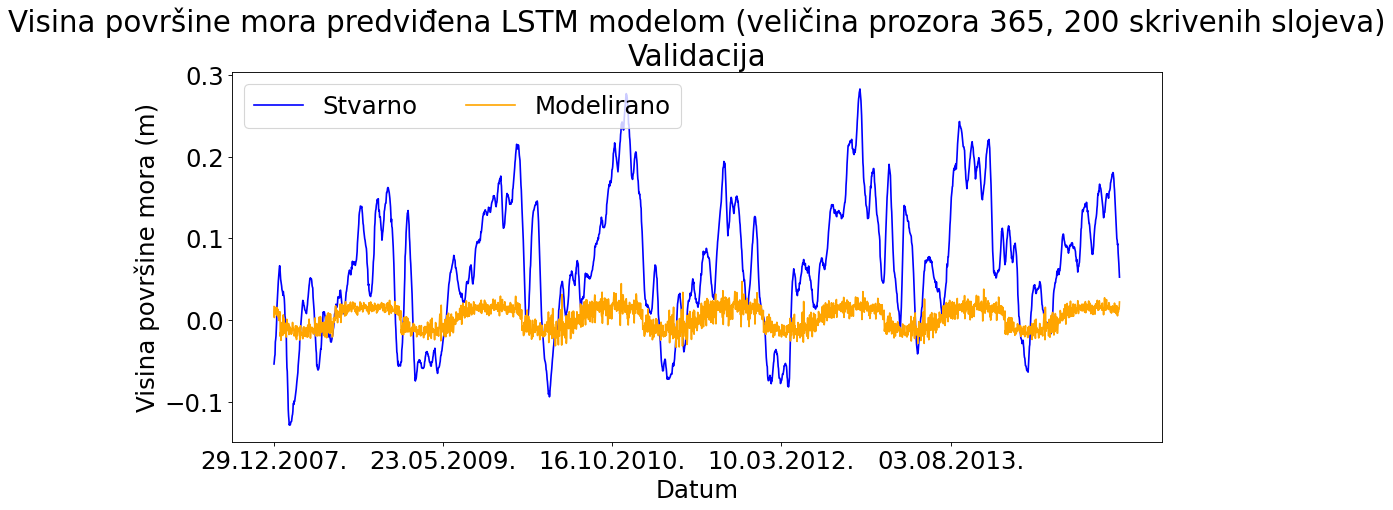 Visina površine mora predviđena LSTM modelom (veličina prozora 365, 200 skrivenih slojeva)
Validacija
Stvarno
Modelirano
Visina površine mora (m)
0.3
0.2
0.1
0.0
−0.1
29.12.2007.
23.05.2009.
16.10.2010.
10.03.2012.
03.08.2013.
Datum